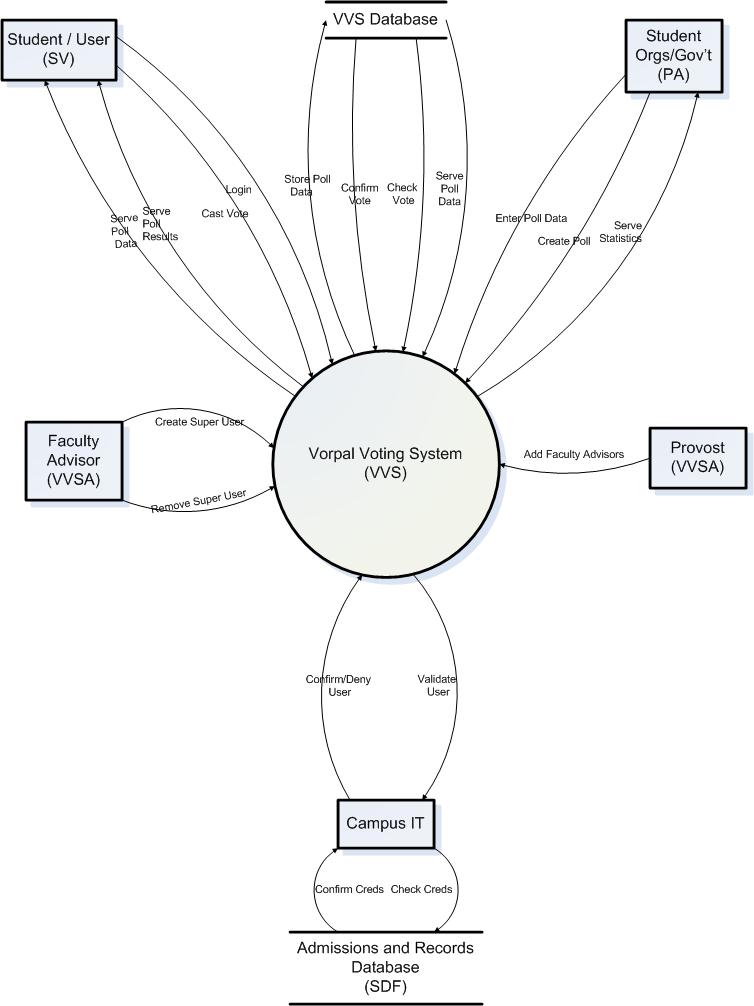 Student / User
(SV)
VVS Database
Student
Orgs/Gov't
(PA)
Store Poll
Data
Confirm
Vote
Check
Vote
Serve
Poll
Data
Login
Cast Vote
Serve
Poll
Data
Serve
Poll
Results
Enter Poll Data
Create Poll
Serve
Statistics
Faculty
Advisor
(VVSA)
Create Super User
Remove Super User
Vorpal Voting System
(VVS)
Add Faculty Advisors
Provost
(VVSA)
Confirm/Deny
User
Validate
User
Campus IT
Confirm Creds
Check Creds
Admissions and Records
Database
(SDF)